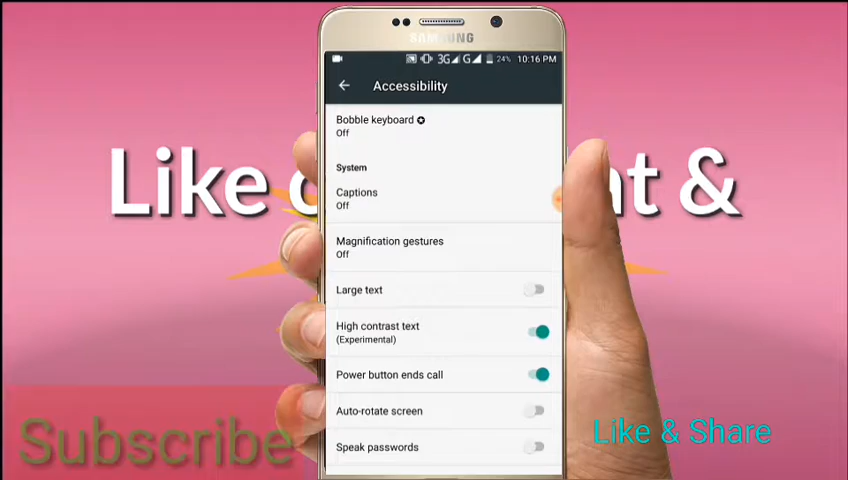 SAMSUNG
3G G 24% 10:16 PM
Accessibility
Bobble keyboard
Off
System
Captions
Off
Magnification gestures
Off
Large text
High contrast text
(Experimental)
Power button ends call
Auto-rotate screen
Speak passwords
Like &
Subscribe
Like & Share